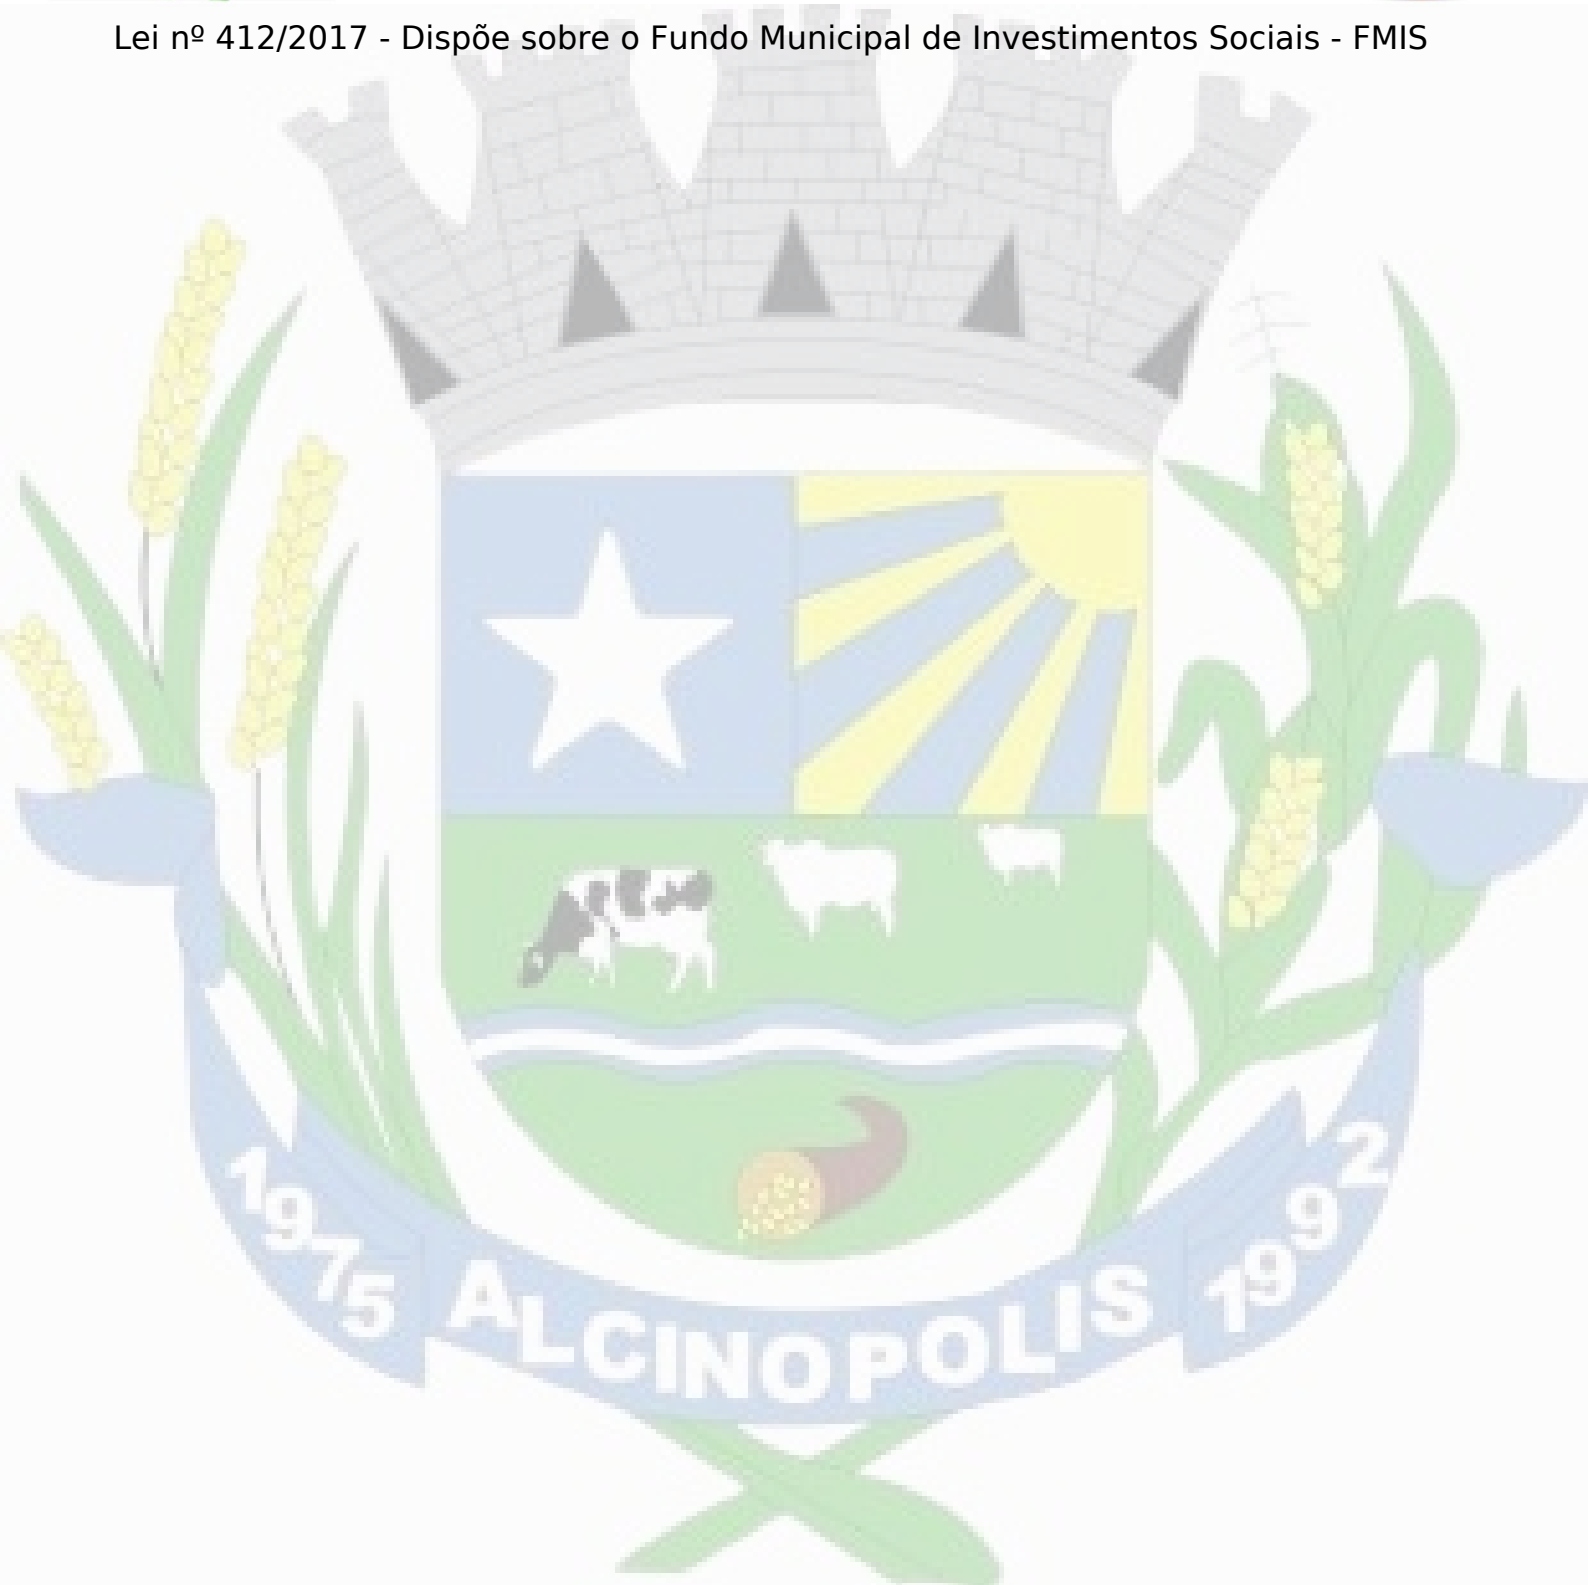 Lei nº 412/2017 - Dispõe sobre o Fundo Municipal de Investimentos Sociais - FMIS
1975
ALCINOPOLIS
1992